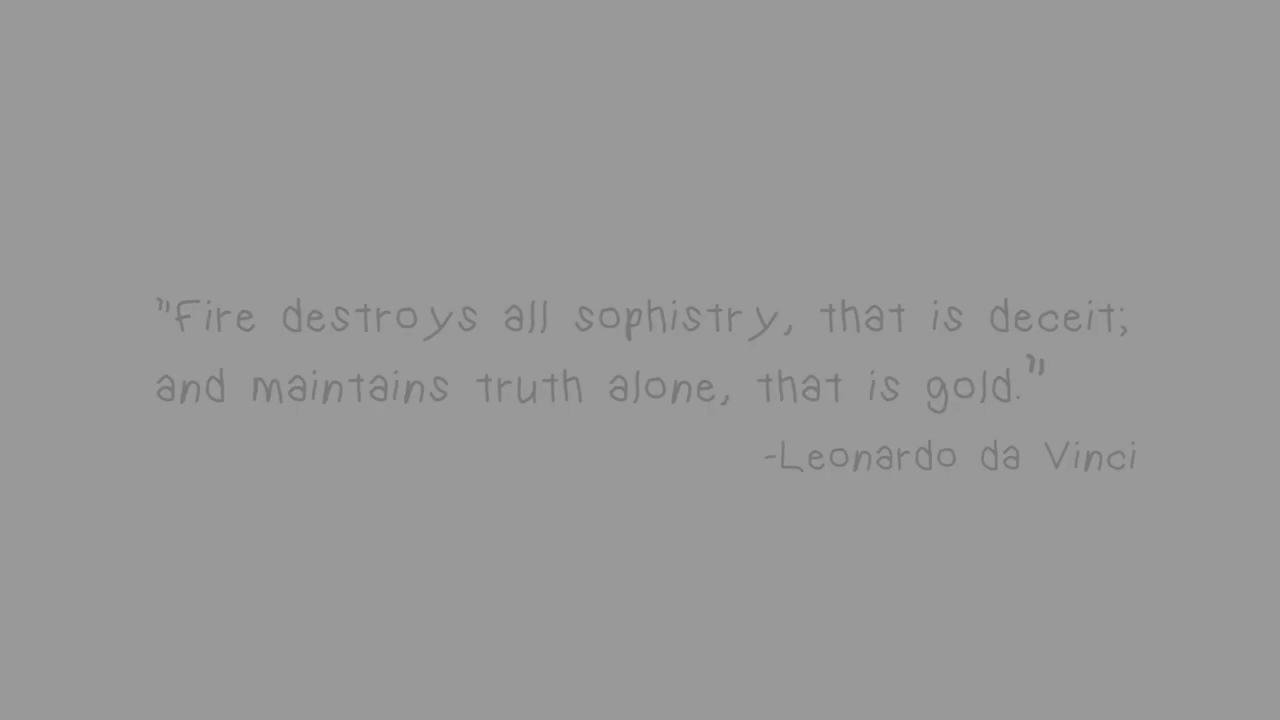 "Fire destroys all sophistry, that is deceit;
and maintains truth alone, that is gold."
-Leonardo da Vinci